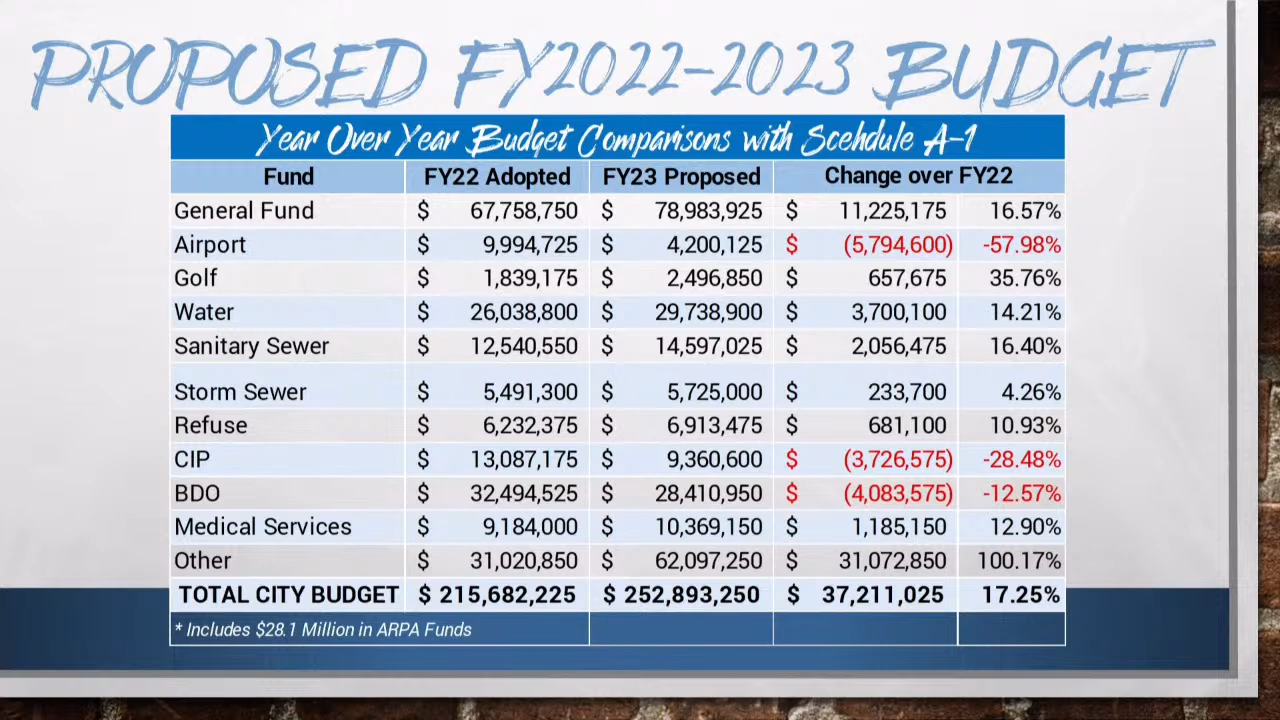 PROPOSED FY2022-2023 BUDGET
Year Over Year Budget Comparisons with Scehdule A-1
Fund FY22 Adopted FY23 Proposed Change over FY22
General Fund $ 67,758,750 $ 78,983,925 $ 11,225,175 16.57%
Airport $ 9,994,725 $ 4,200,125 $ (5,794,600) -57.98%
Golf $ 1,839,175 $ 2,496,850 $ 657,675 35.76%
Water $ 26,038,800 $ 29,738,900 $ 3,700,100 14.21%
Sanitary Sewer $ 12,540,550 $ 14,597,025 $ 2,056,475 16.40%
Storm Sewer $ 5,491,300 $ 5,725,000 $ 233,700 4.26%
Refuse $ 6,232,375 $ 6,913,475 $ 681,100 10.93%
CIP $ 13,087,175 $ 9,360,600 $ (3,726,575) -28.48%
BDO $ 32,494,525 $ 28,410,950 $ (4,083,575) -12.57%
Medical Services $ 9,184,000 $ 10,369,150 $ 1,185,150 12.90%
Other $ 31,020,850 $ 62,097,250 $ 31,072,850 100.17%
TOTAL CITY BUDGET $ 215,682,225 $ 252,893,250 $ 37,211,025 17.25%
* Includes $28.1 Million in ARPA Funds